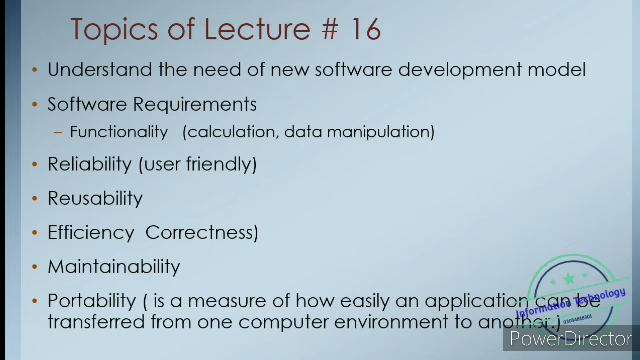 Topics of Lecture # 16
• Understand the need of new software development model
• Software Requirements
– Functionality (calculation, data manipulation)
• Reliability (user friendly)
• Reusability
• Efficiency Correctness)
• Maintainability
• Portability ( is a measure of how easily an application can be
transferred from one computer environment to another.)
Information Technology
PowerDirector